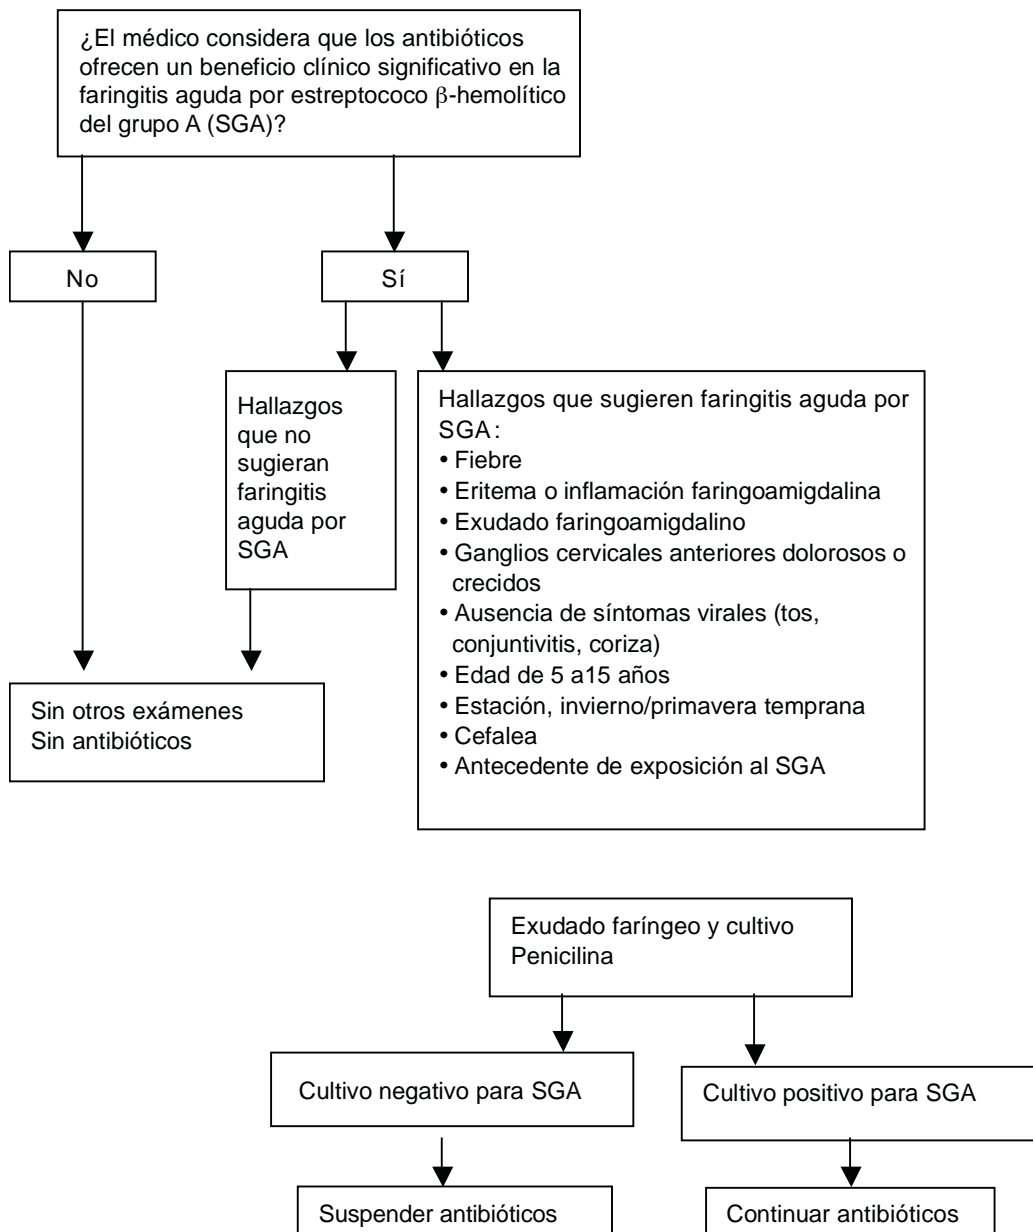 ¿El médico considera que los antibióticos
ofrecen un beneficio clínico significativo en la
faringitis aguda por estreptococo β-hemolítico
del grupo A (SGA)?
No
Sí
Hallazgos
que no
sugieran
faringitis
aguda por
SGA
Hallazgos que sugieren faringitis aguda por
SGA:
• Fiebre
• Eritema o inflamación faringoamigdalina
• Exudado faringoamigdalino
• Ganglios cervicales anteriores dolorosos o
crecidos
• Ausencia de síntomas virales (tos,
conjuntivitis, coriza)
• Edad de 5 a15 años
• Estación, invierno/primavera temprana
• Cefalea
• Antecedente de exposición al SGA
Sin otros exámenes
Sin antibióticos
Exudado faríngeo y cultivo
Penicilina
Cultivo negativo para SGA
Cultivo positivo para SGA
Suspender antibióticos
Continuar antibióticos